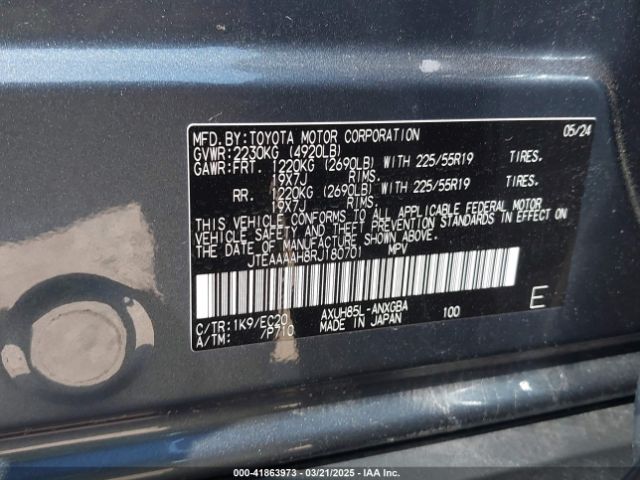 MFD.BY:TOYOTA MOTOR CORPORATION 05/24
GVWR:2230KG (4920LB)
GAWR:FRT. 1220KG (2690LB) WITH 225/55R19 TIRES.
19X7J RIMS.
RR. 1220KG (2690LB) WITH 225/55R19 TIRES.
19X7J RIMS.
THIS VEHICLE CONFORMS TO ALL APPLICABLE FEDERAL MOTOR
VEHICLE SAFETY AND THEFT PREVENTION STANDARDS IN EFFECT ON
THE DATE OF MANUFACTURE SHOWN ABOVE.
JTEAAAAH8RJ180701 MPV
C/TR:1K9/EC20 AXUH85L-ANXGBA 100 E
A/TM: /P710 MADE IN JAPAN
000-41863973 - 03/21/2025 - IAA Inc.